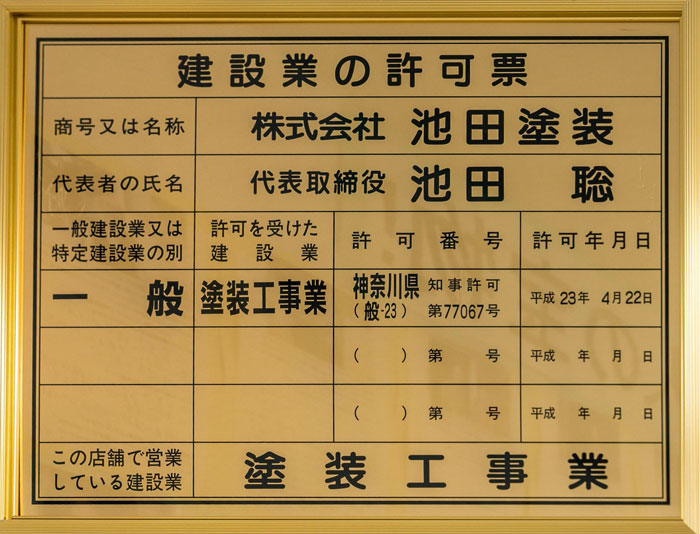 建設業の許可票
商号又は名称 株式会社 池田塗装
代表者の氏名 代表取締役 池田 聡
一般建設業又は
特定建設業の別
許可を受けた
建設業
許可番号
許可年月日
一般
塗装工事業
神奈川県 知事許可
(般-23) 第77067号
平成 23年 4月22日
( ) 第 号
平成 年 月 日
( ) 第 号
平成 年 月 日
この店舗で営業
している建設業
塗装工事業